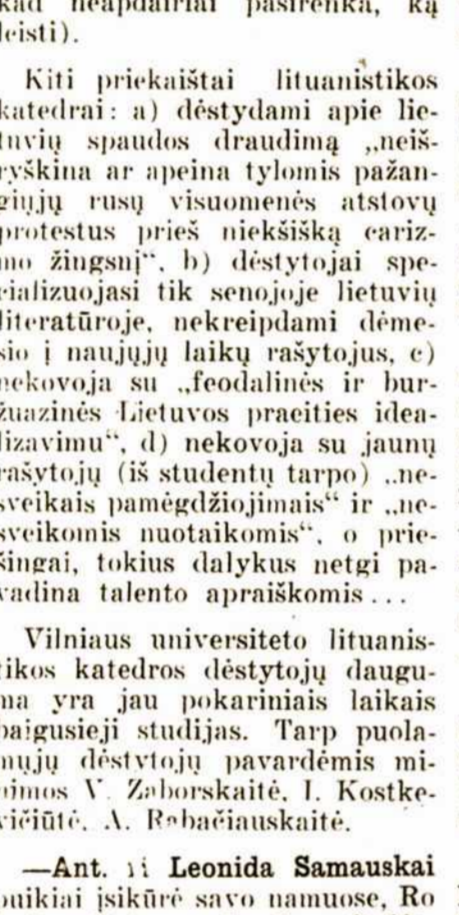 kad neapdairiai pasirenka, ką
leisti).
Kiti priekaištai lituanistikos
katedrai: a) dėstydami apie lie-
tuvių spaudos draudimą „neiš-
ryškina ar apeina tylomis pažan-
giųjų rusų visuomenės atstovų
protestus prieš niekšišką cariz-
mo žingsnį“, b) dėstytojai spe-
cializuojasi tik senojoje lietuvių
literatūroje, nekreipdami dėme-
sio į naujųjų laikų rašytojus, c)
nekovoja su „feodalinės ir bur-
žuazinės Lietuvos praeities idea-
lizavimu“, d) nekovoja su jaunų
rašytojų (iš studentų tarpo) „ne-
sveikais pamėgdžiojimais“ ir „ne-
sveikomis nuotaikomis“, o prie-
šingai, tokius dalykus netgi pa-
vadina talento apraiškomis...
Vilniaus universiteto lituanis-
tikos katedros dėstytojų daugu-
ma yra jau pokariniais laikais
baigusieji studijas. Tarp puola-
mųjų dėstytojų pavardėmis mi-
nimos V. Zaborskaitė, I. Kostke-
vičiūtė, A. Rabačiauskaitė.
—Ant. ii Leonida Samauskai
puikiai įsikūrė savo namuose, Ro